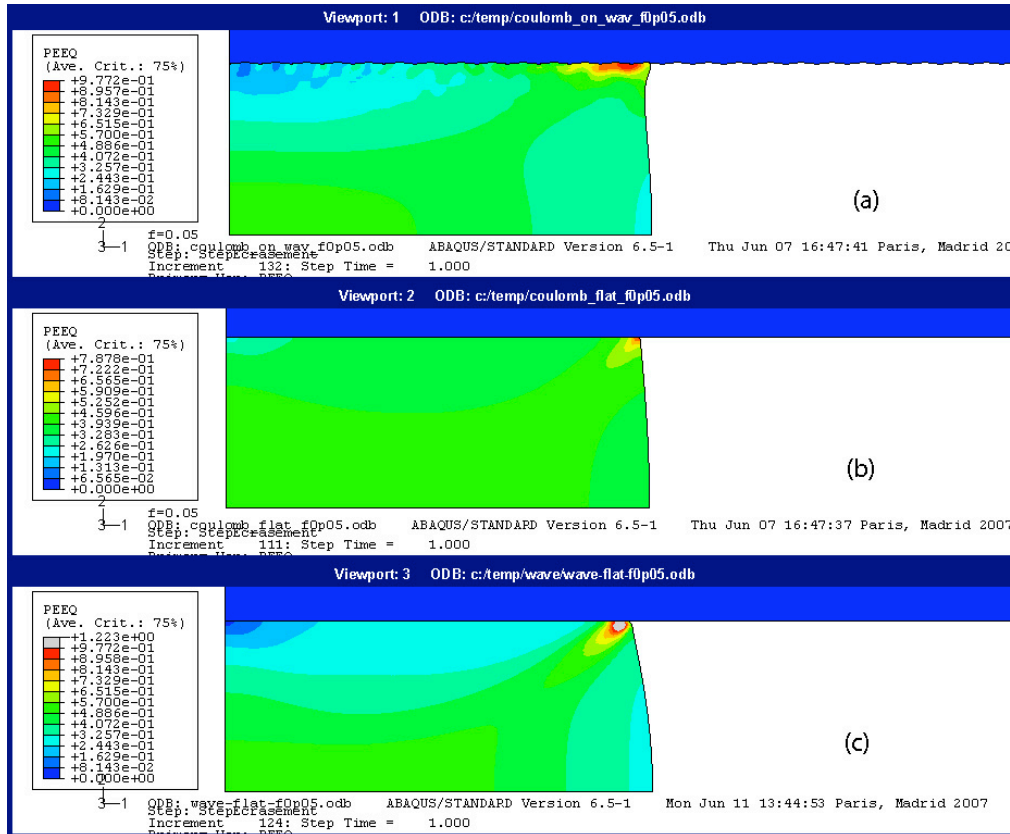 Viewport: 1 ODB: c:/temp/coulomb_on_wav_f0p05.odb
PEEQ
(Ave. Crit.: 75%)
+9.772e-01
+8.957e-01
+8.143e-01
+7.329e-01
+6.515e-01
+5.700e-01
+4.886e-01
+4.072e-01
+3.257e-01
+2.443e-01
+1.629e-01
+8.143e-02
+0.000e+00
2
3 1
(a)
f=0.05
ODB: coulomb_on_wav_f0p05.odb ABAQUS/STANDARD Version 6.5-1 Thu Jun 07 16:47:41 Paris, Madrid 20
Step: StepEcrasement
Increment 132: Step Time = 1.000
Viewport: 2 ODB: c:/temp/coulomb_flat_f0p05.odb
PEEQ
(Ave. Crit.: 75%)
+7.878e-01
+7.222e-01
+6.565e-01
+5.909e-01
+5.252e-01
+4.596e-01
+3.939e-01
+3.283e-01
+2.626e-01
+1.970e-01
+1.313e-01
+6.565e-02
+0.000e+00
2
3 1
(b)
f=0.05
ODB: coulomb_flat_f0p05.odb ABAQUS/STANDARD Version 6.5-1 Thu Jun 07 16:47:37 Paris, Madrid 2007
Step: StepEcrasement
Increment 111: Step Time = 1.000
Viewport: 3 ODB: c:/temp/wave/wave-flat-f0p05.odb
PEEQ
(Ave. Crit.: 75%)
+1.223e+00
+9.772e-01
+8.958e-01
+8.143e-01
+7.329e-01
+6.515e-01
+5.700e-01
+4.886e-01
+4.072e-01
+3.257e-01
+2.443e-01
+1.629e-01
+8.143e-02
+0.000e+00
2
3 1
(c)
ODB: wave-flat-f0p05.odb ABAQUS/STANDARD Version 6.5-1 Mon Jun 11 13:44:53 Paris, Madrid 2007
Step: StepEcrasement
Increment 124: Step Time = 1.000